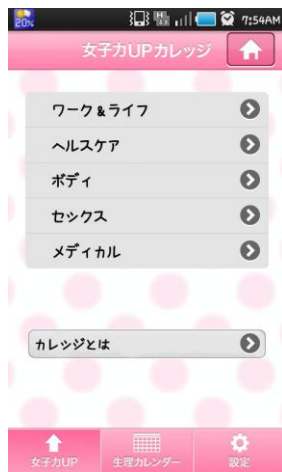 20%
7:54AM
女子力UPカレッジ
ワーク&ライフ
ヘルスケア
ボディ
セックス
メディカル
カレッジとは
女子力UP
生理カレンダー
設定